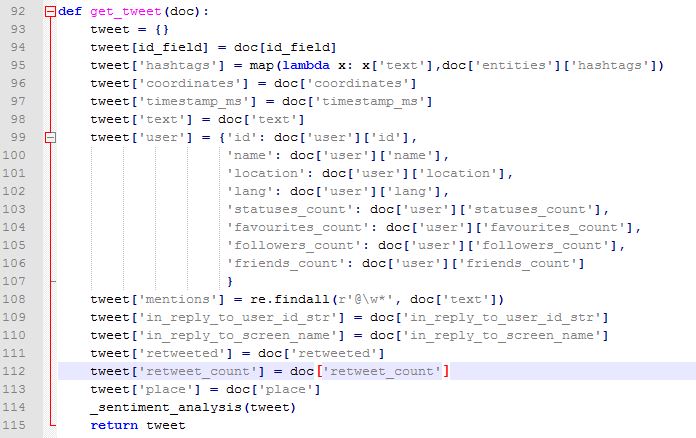 92 def get_tweet(doc):
93 tweet = {}
94 tweet[id_field] = doc[id_field]
95 tweet['hashtags'] = map(lambda x: x['text'],doc['entities']['hashtags'])
96 tweet['coordinates'] = doc['coordinates']
97 tweet['timestamp_ms'] = doc['timestamp_ms']
98 tweet['text'] = doc['text']
99 tweet['user'] = {'id': doc['user']['id'],
100 'name': doc['user']['name'],
101 'location': doc['user']['location'],
102 'lang': doc['user']['lang'],
103 'statuses_count': doc['user']['statuses_count'],
104 'favourites_count': doc['user']['favourites_count'],
105 'followers_count': doc['user']['followers_count'],
106 'friends_count': doc['user']['friends_count']
107 }
108 tweet['mentions'] = re.findall(r'@\w*', doc['text'])
109 tweet['in_reply_to_user_id_str'] = doc['in_reply_to_user_id_str']
110 tweet['in_reply_to_screen_name'] = doc['in_reply_to_screen_name']
111 tweet['retweeted'] = doc['retweeted']
112 tweet['retweet_count'] = doc['retweet_count']
113 tweet['place'] = doc['place']
114 _sentiment_analysis(tweet)
115 return tweet